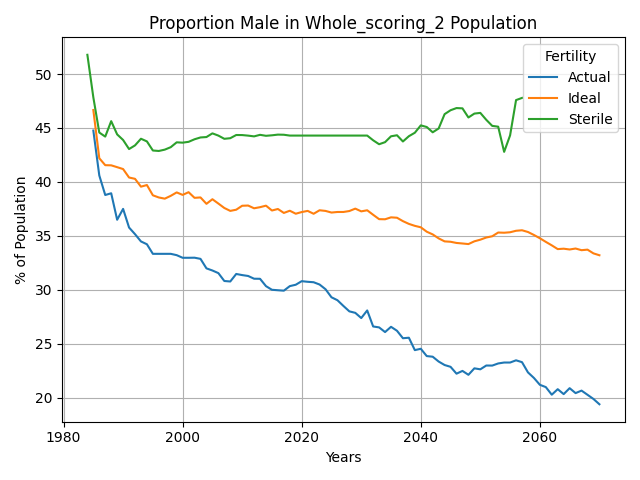 Proportion Male in Whole_scoring_2 Population
Fertility
Actual
Ideal
Sterile
% of Population
50
45
40
35
30
25
20
1980
2000
2020
2040
2060
Years